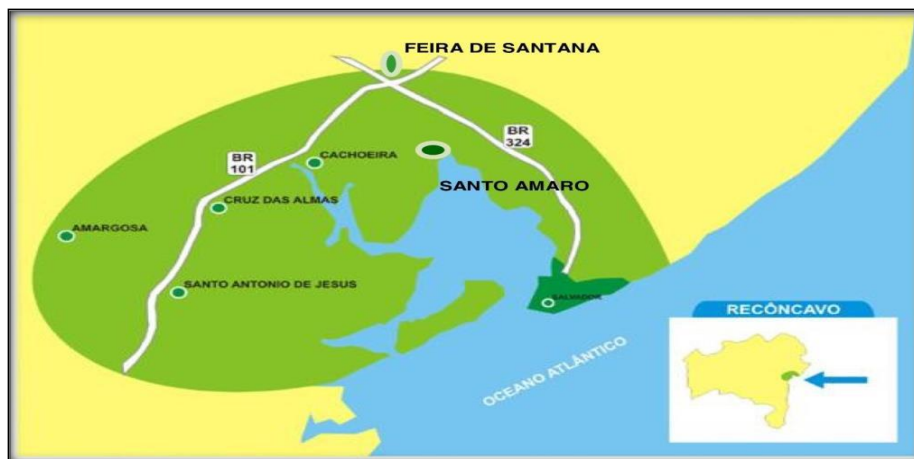 FEIRA DE SANTANA
BR
324
BR
101
CACHOEIRA
SANTO AMARO
CRUZ DAS ALMAS
AMARGOSA
SANTO ANTONIO DE JESUS
SALVADOR
RECÔNCAVO
OCEANO ATLÂNTICO